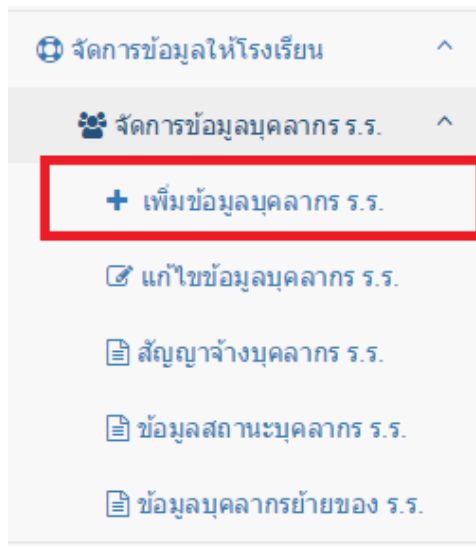 จัดการข้อมูลให้โรงเรียน
จัดการข้อมูลบุคลากร ร.ร.
เพิ่มข้อมูลบุคลากร ร.ร.
แก้ไขข้อมูลบุคลากร ร.ร.
สัญญาจ้างบุคลากร ร.ร.
ข้อมูลสถานะบุคลากร ร.ร.
ข้อมูลบุคลากรย้ายของ ร.ร.